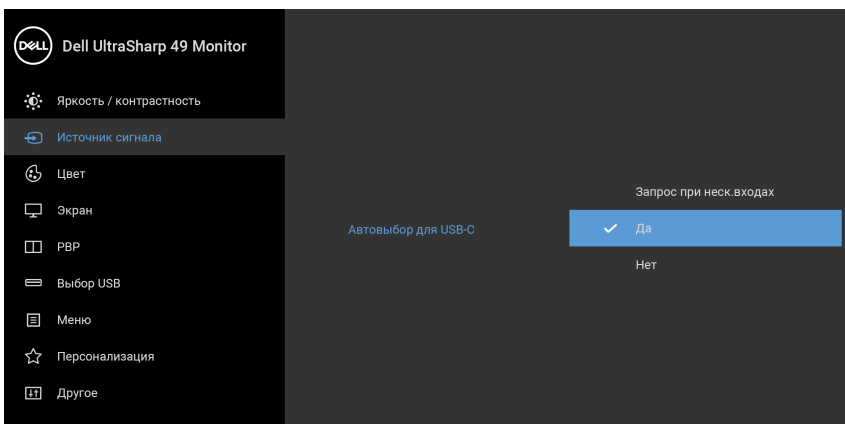 DELL
Dell UltraSharp 49 Monitor
Яркость / контрастность
Источник сигнала
Цвет
Экран
PBP
Выбор USB
Меню
Персонализация
Другое
Автовыбор для USB-C
Запрос при неск.входах
Да
Нет